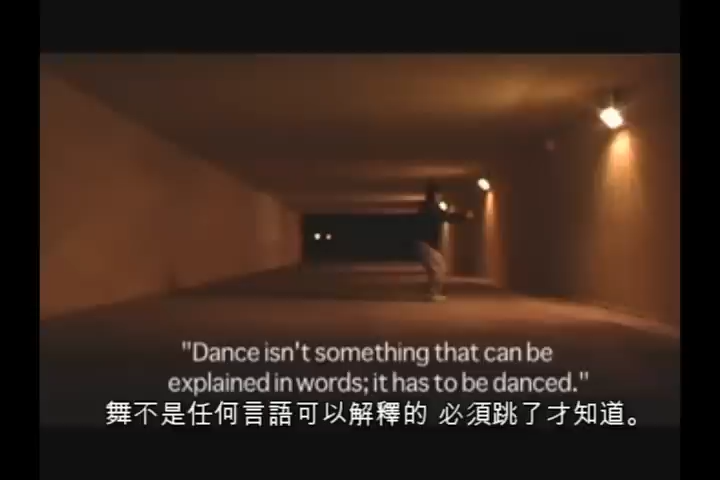 "Dance isn't something that can be
explained in words; it has to be danced."
舞不是任何言語可以解釋的 必須跳了才知道。